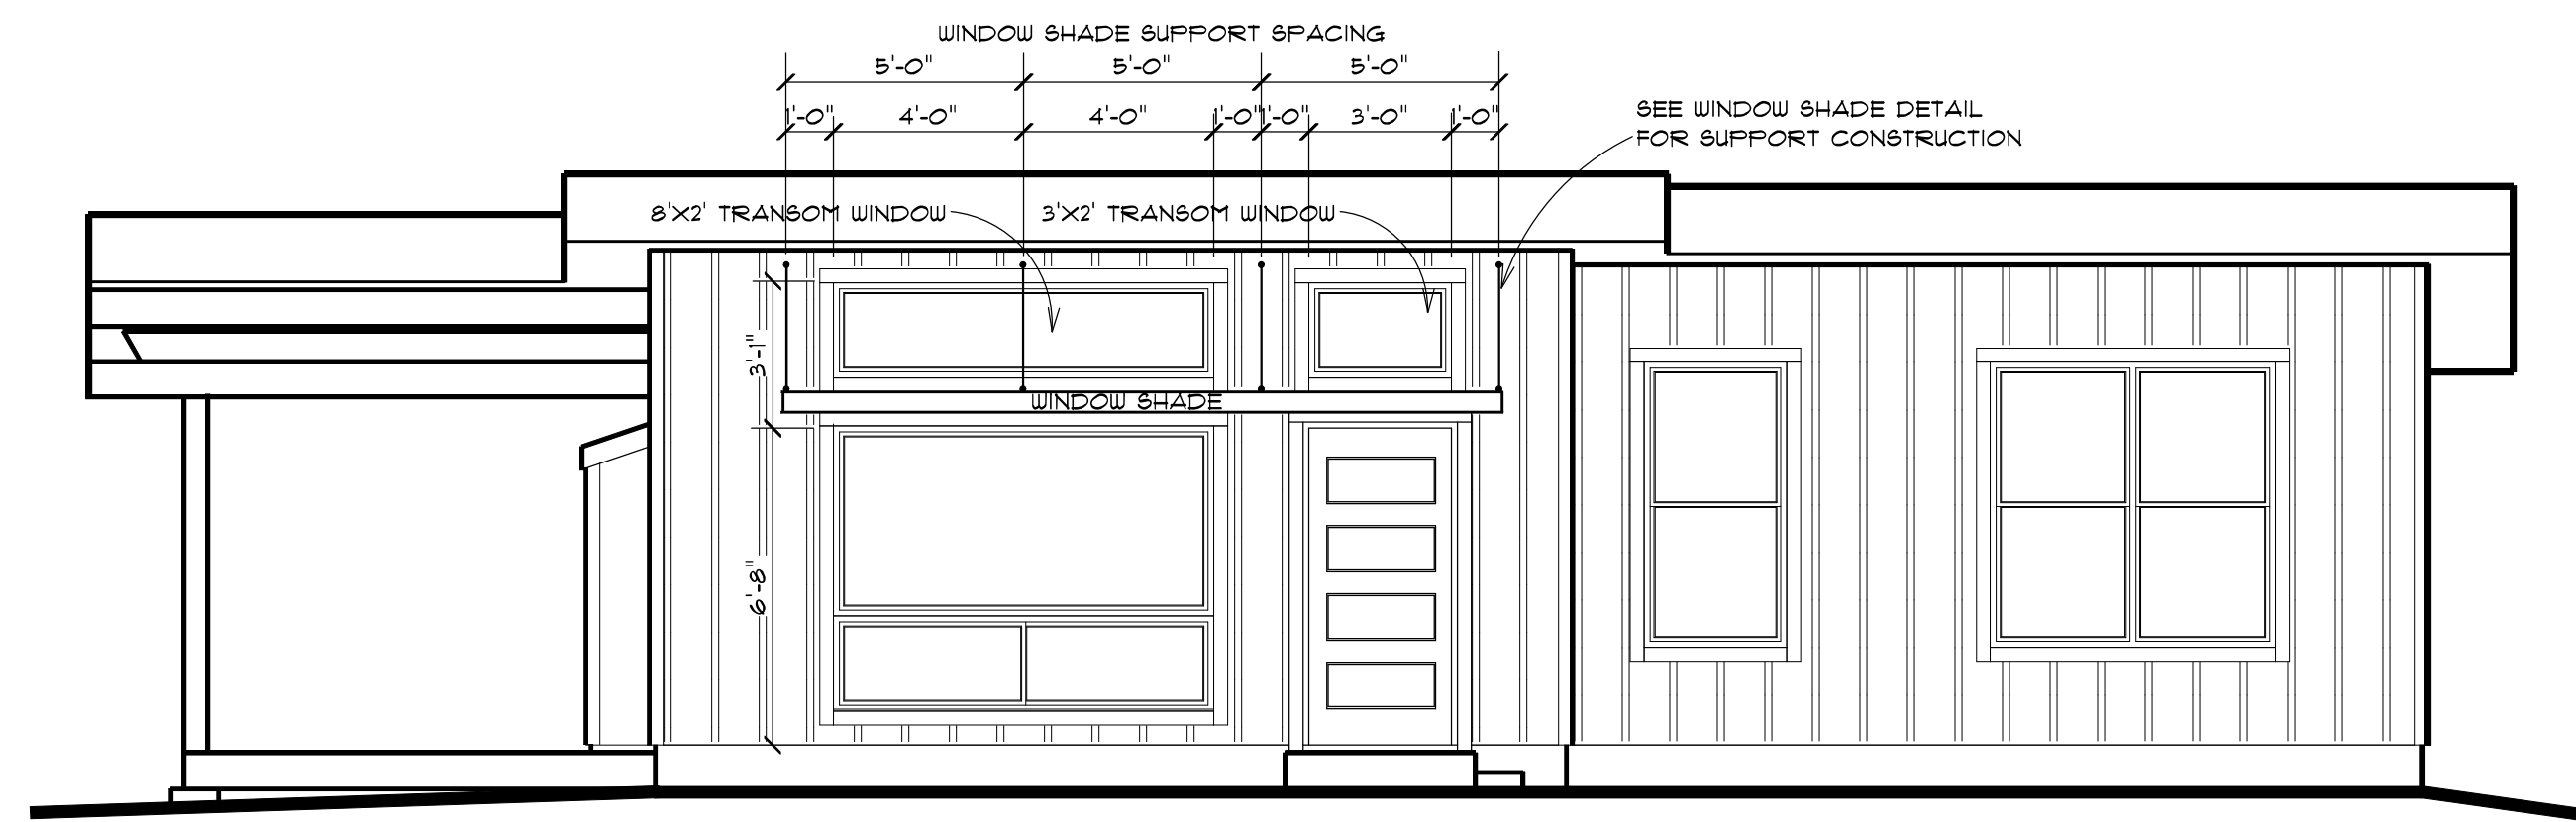 WINDOW SHADE SUPPORT SPACING
5'-0" 5'-0" 5'-0"
1'-0" 4'-0" 4'-0" 1'-0" 1'-0" 3'-0" 1'-0"
SEE WINDOW SHADE DETAIL
FOR SUPPORT CONSTRUCTION
8'X2' TRANSOM WINDOW
3'X2' TRANSOM WINDOW
3'-1"
WINDOW SHADE
6'-8"